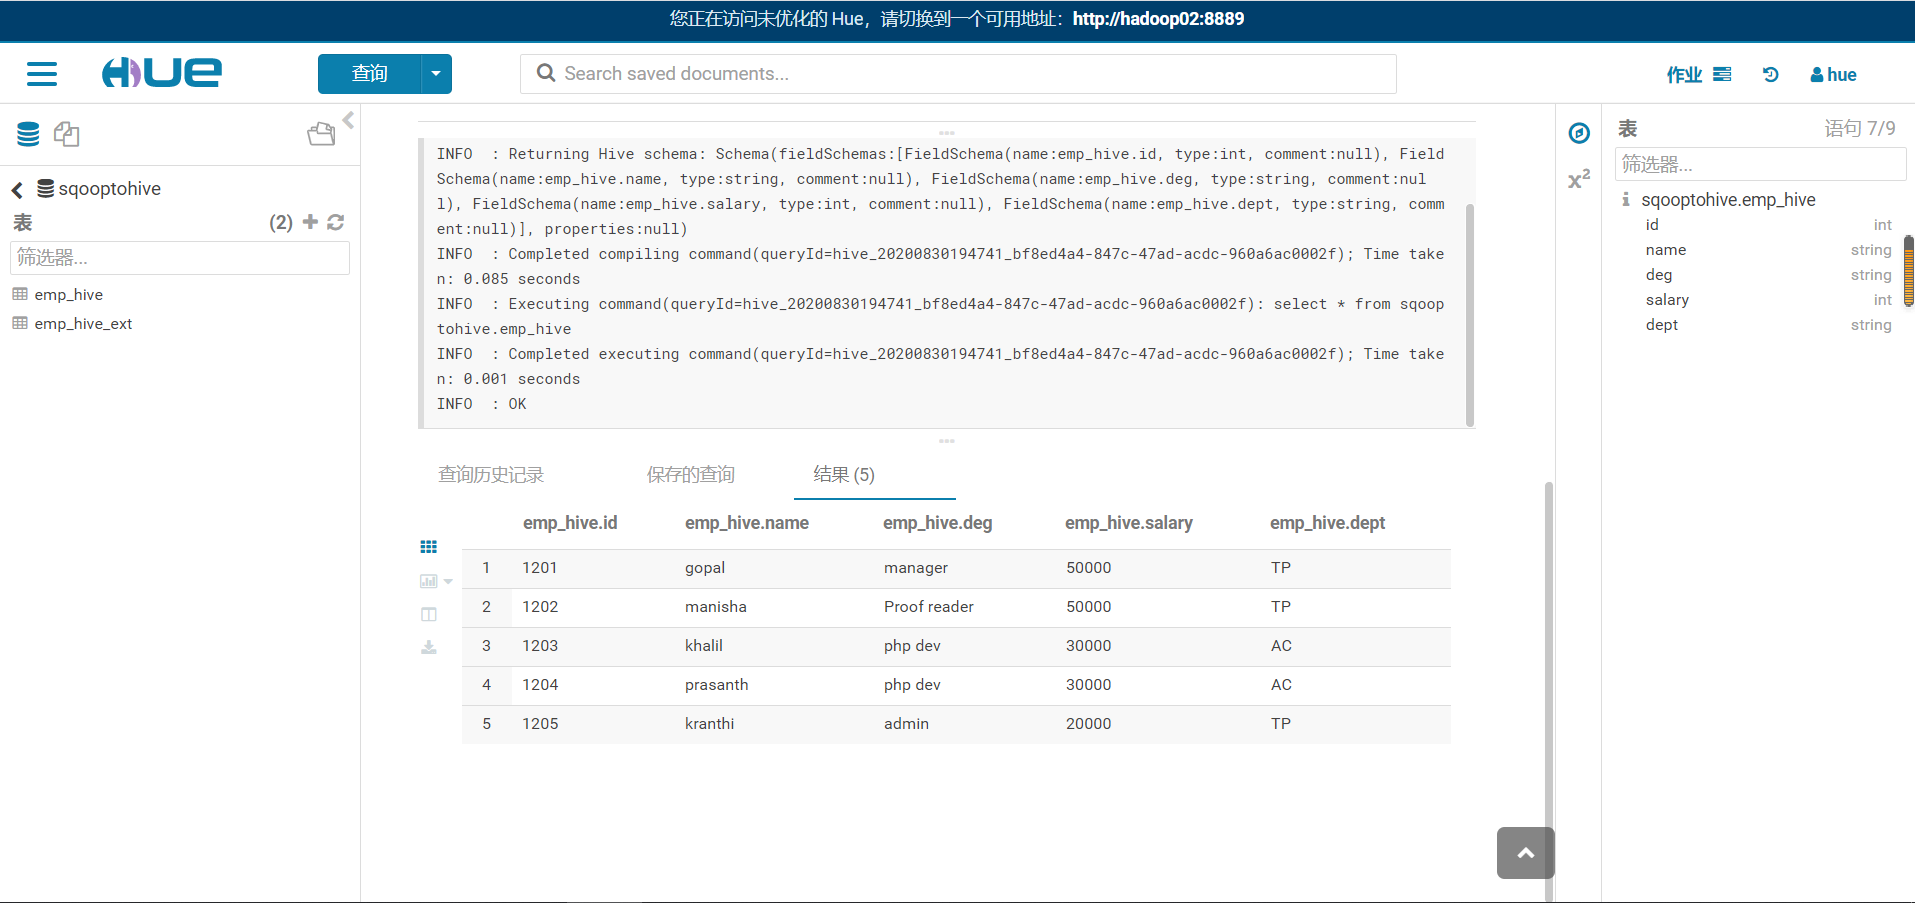 您正在访问未优化的 Hue，请切换到一个可用地址：http://hadoop02:8889
HUE
查询
Search saved documents...
作业
hue
sqooptohive
表 (2)
筛选器...
emp_hive
emp_hive_ext
INFO  : Returning Hive schema: Schema(fieldSchemas:[FieldSchema(name:emp_hive.id, type:int, comment:null), Field
Schema(name:emp_hive.name, type:string, comment:null), FieldSchema(name:emp_hive.deg, type:string, comment:nul
l), FieldSchema(name:emp_hive.salary, type:int, comment:null), FieldSchema(name:emp_hive.dept, type:string, comm
ent:null)], properties:null)
INFO  : Completed compiling command(queryId=hive_20200830194741_bf8ed4a4-847c-47ad-acdc-960a6ac0002f); Time take
n: 0.085 seconds
INFO  : Executing command(queryId=hive_20200830194741_bf8ed4a4-847c-47ad-acdc-960a6ac0002f): select * from sqoop
tohive.emp_hive
INFO  : Completed executing command(queryId=hive_20200830194741_bf8ed4a4-847c-47ad-acdc-960a6ac0002f); Time take
n: 0.001 seconds
INFO  : OK
查询历史记录 保存的查询 结果 (5)
emp_hive.id emp_hive.name emp_hive.deg emp_hive.salary emp_hive.dept
1 1201 gopal manager 50000 TP
2 1202 manisha Proof reader 50000 TP
3 1203 khalil php dev 30000 AC
4 1204 prasanth php dev 30000 AC
5 1205 kranthi admin 20000 TP
x²
表 语句 7/9
筛选器...
sqooptohive.emp_hive
id int
name string
deg string
salary int
dept string